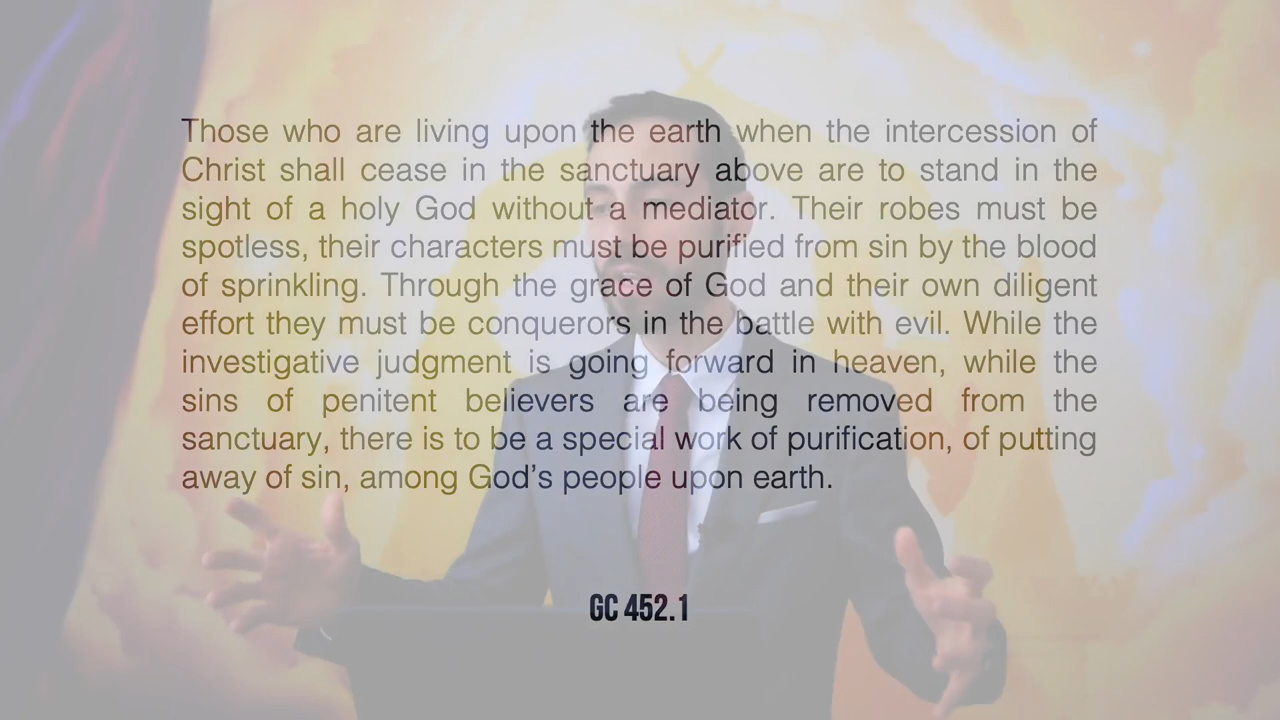 Those who are living upon the earth when the intercession of
Christ shall cease in the sanctuary above are to stand in the
sight of a holy God without a mediator. Their robes must be
spotless, their characters must be purified from sin by the blood
of sprinkling. Through the grace of God and their own diligent
effort they must be conquerors in the battle with evil. While the
investigative judgment is going forward in heaven, while the
sins of penitent believers are being removed from the
sanctuary, there is to be a special work of purification, of putting
away of sin, among God’s people upon earth.
GC 452.1